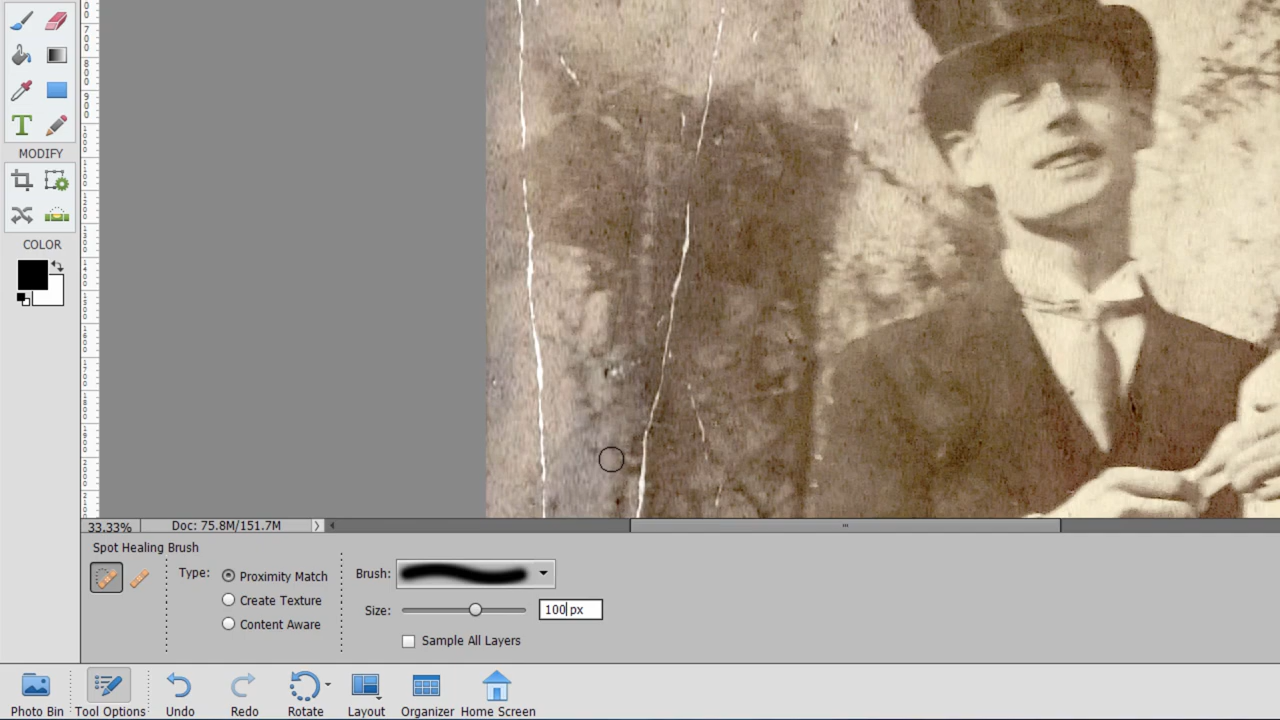 T
MODIFY
COLOR
33.33% Doc: 75.8M/151.7M
Spot Healing Brush
Type: Proximity Match
Create Texture
Content Aware
Brush:
Size: 100 px
Sample All Layers
Photo Bin Tool Options Undo Redo Rotate Layout Organizer Home Screen